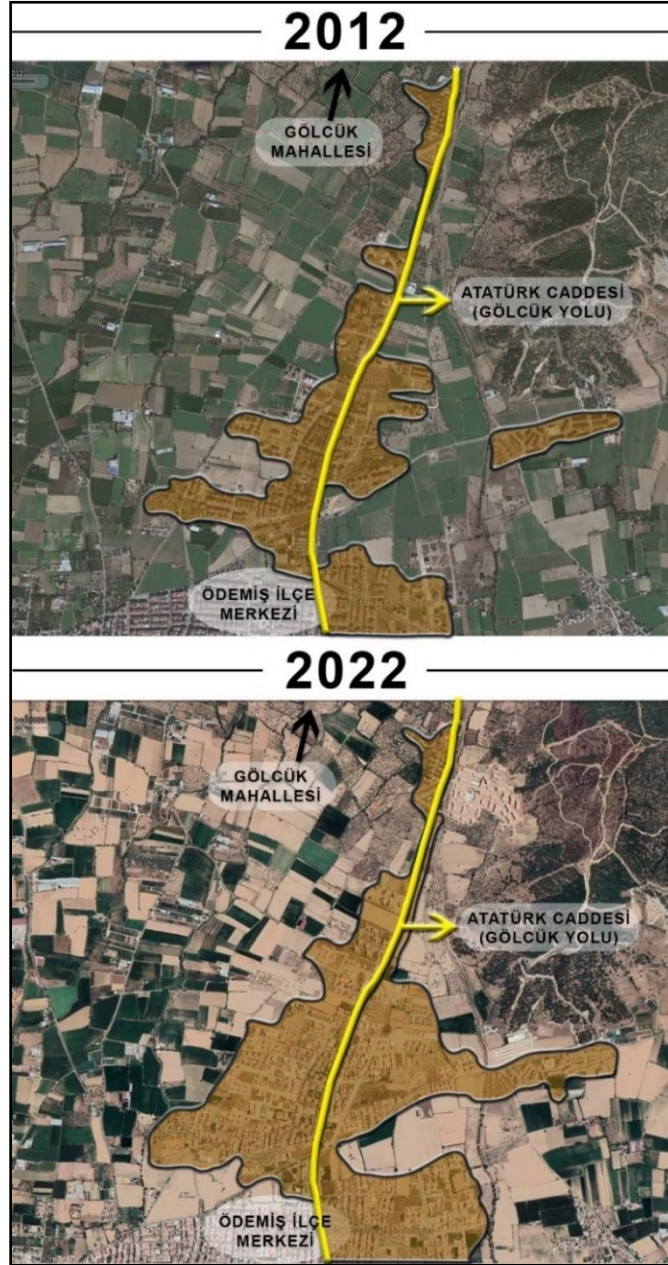 2012
GÖLCÜK
MAHALLESİ
ATATÜRK CADDESİ
(GÖLCÜK YOLU)
ÖDEMİŞ İLÇE
MERKEZİ
2022
GÖLCÜK
MAHALLESİ
ATATÜRK CADDESİ
(GÖLCÜK YOLU)
ÖDEMİŞ İLÇE
MERKEZİ